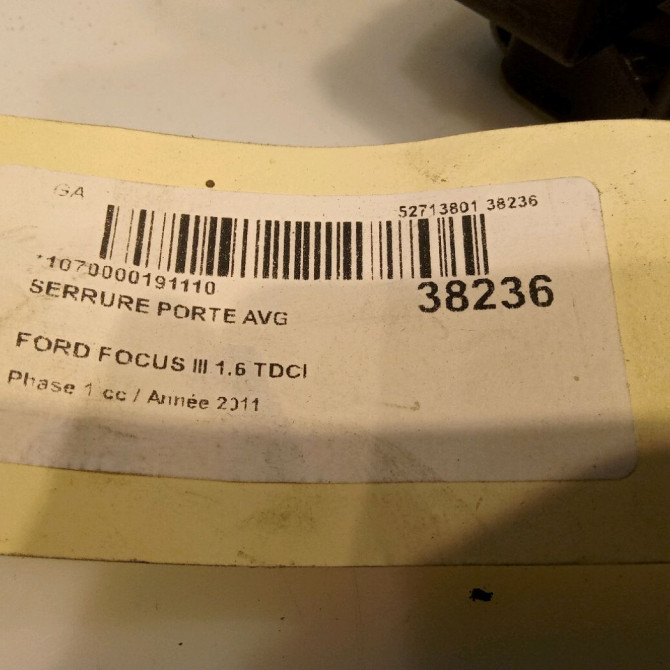 GA
52713801 38236
*1070000191110
38236
SERRURE PORTE AVG
FORD FOCUS III 1.6 TDCI
Phase 1 cc / Année 2011